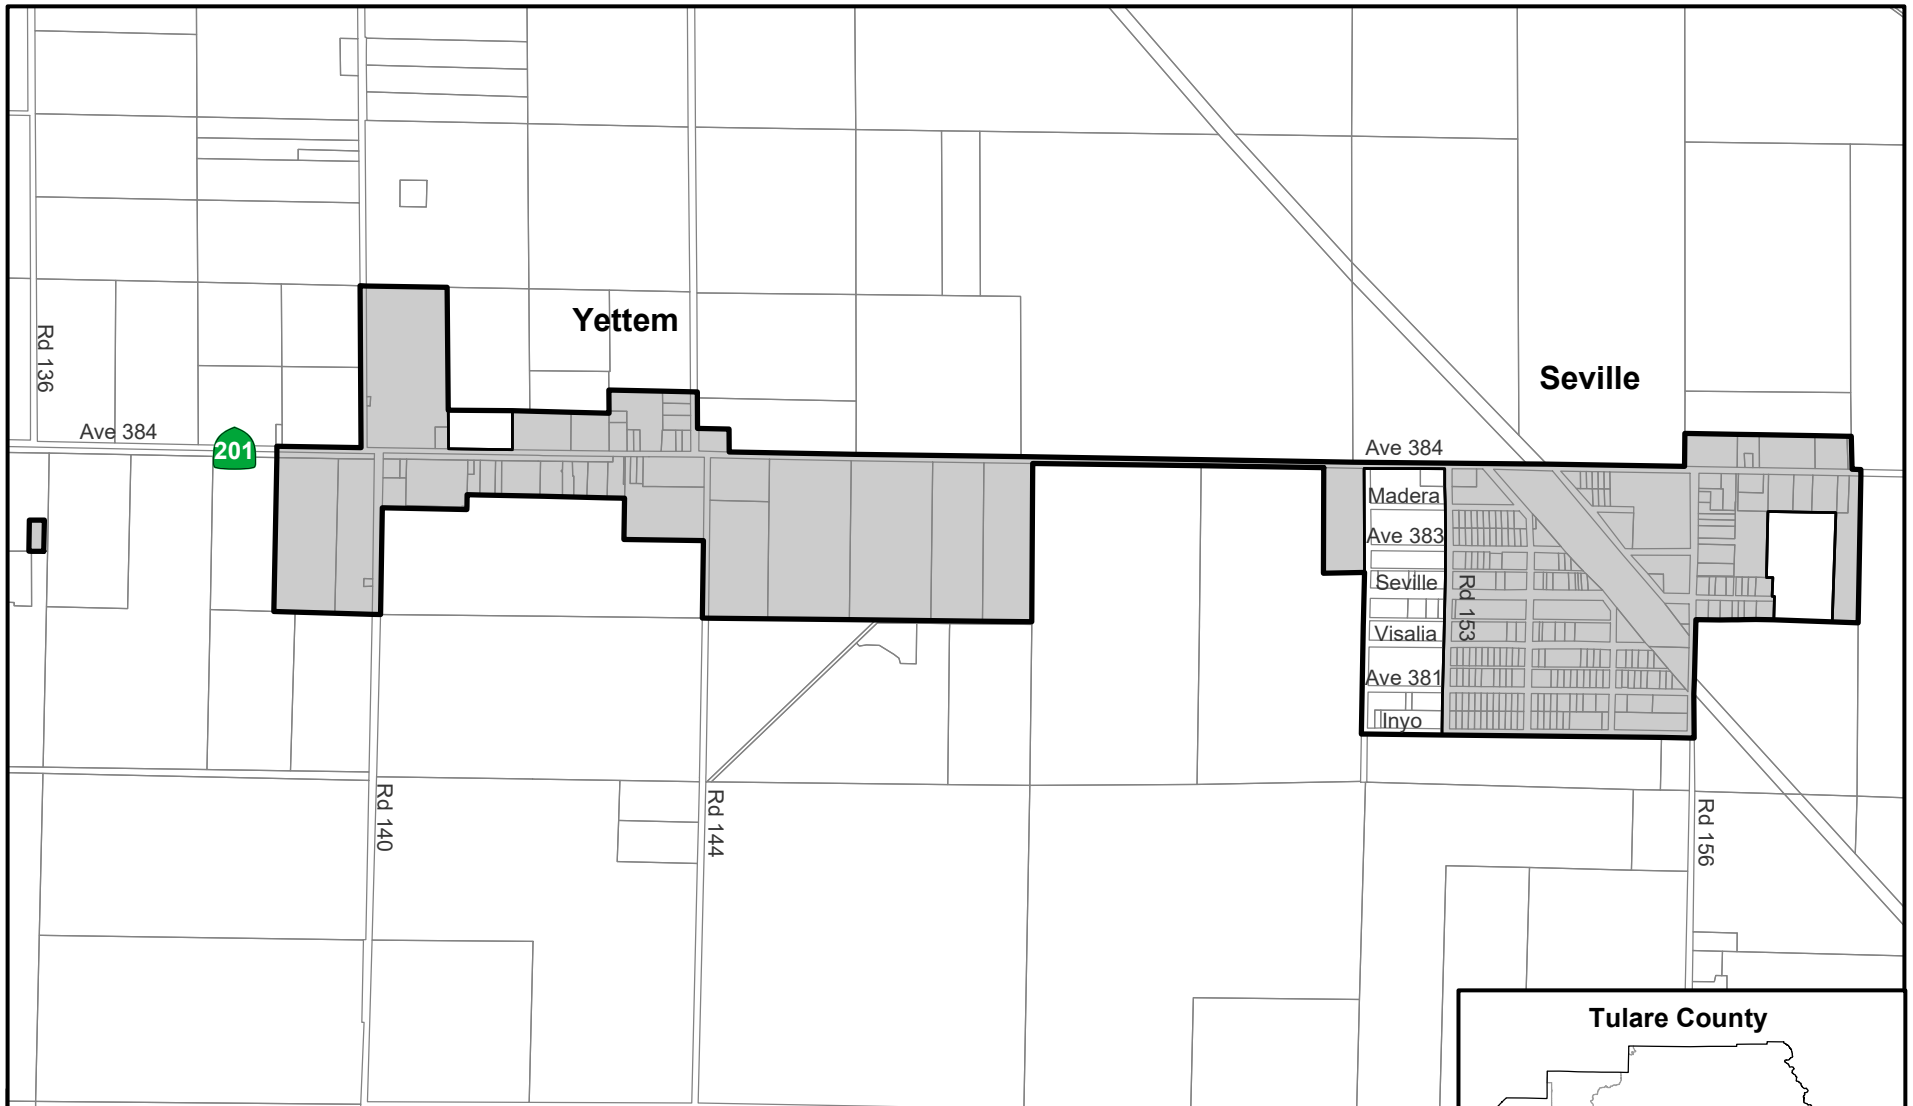 Yettem
Seville
Rd 136
Ave 384
201
Ave 384
Madera
Ave 383
Seville
Rd 153
Visalia
Ave 381
Inyo
Rd 140
Rd 144
Rd 156
Tulare County